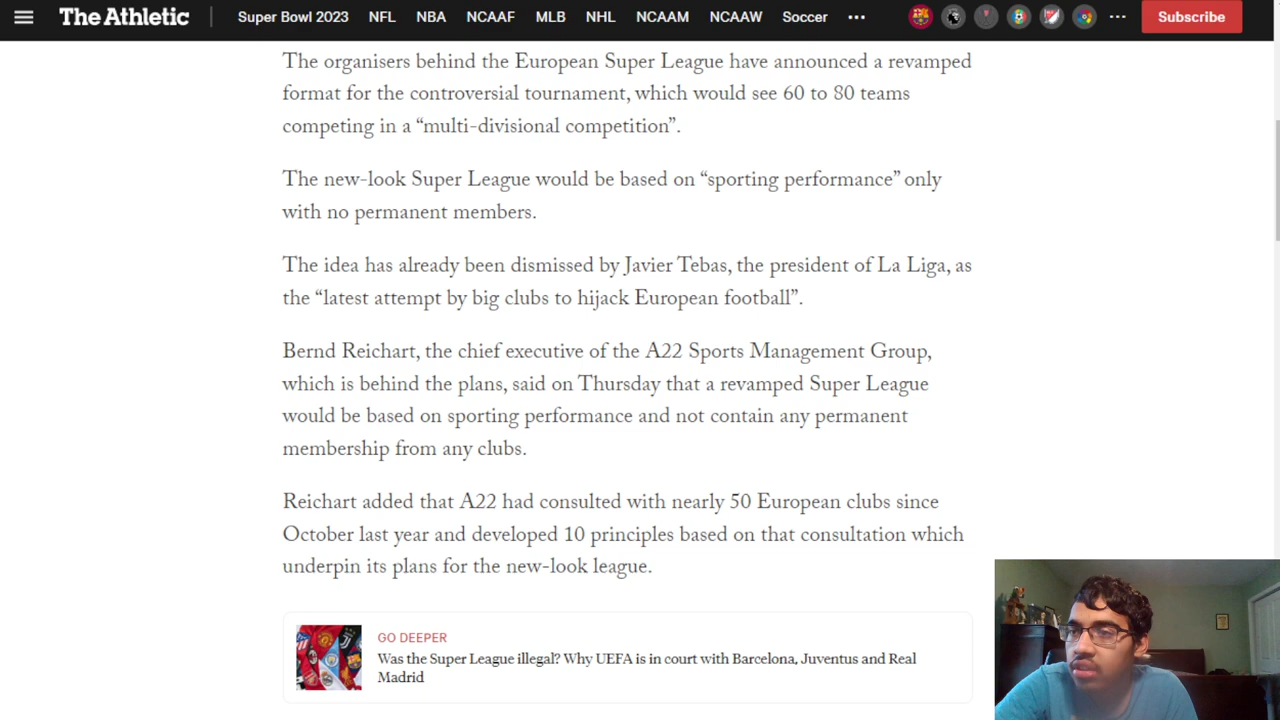 The Athletic
Super Bowl 2023 NFL NBA NCAAF MLB NHL NCAAM NCAAW Soccer
Subscribe
The organisers behind the European Super League have announced a revamped
format for the controversial tournament, which would see 60 to 80 teams
competing in a “multi-divisional competition”.
The new-look Super League would be based on “sporting performance” only
with no permanent members.
The idea has already been dismissed by Javier Tebas, the president of La Liga, as
the “latest attempt by big clubs to hijack European football”.
Bernd Reichart, the chief executive of the A22 Sports Management Group,
which is behind the plans, said on Thursday that a revamped Super League
would be based on sporting performance and not contain any permanent
membership from any clubs.
Reichart added that A22 had consulted with nearly 50 European clubs since
October last year and developed 10 principles based on that consultation which
underpin its plans for the new-look league.
GO DEEPER
Was the Super League illegal? Why UEFA is in court with Barcelona, Juventus and Real
Madrid